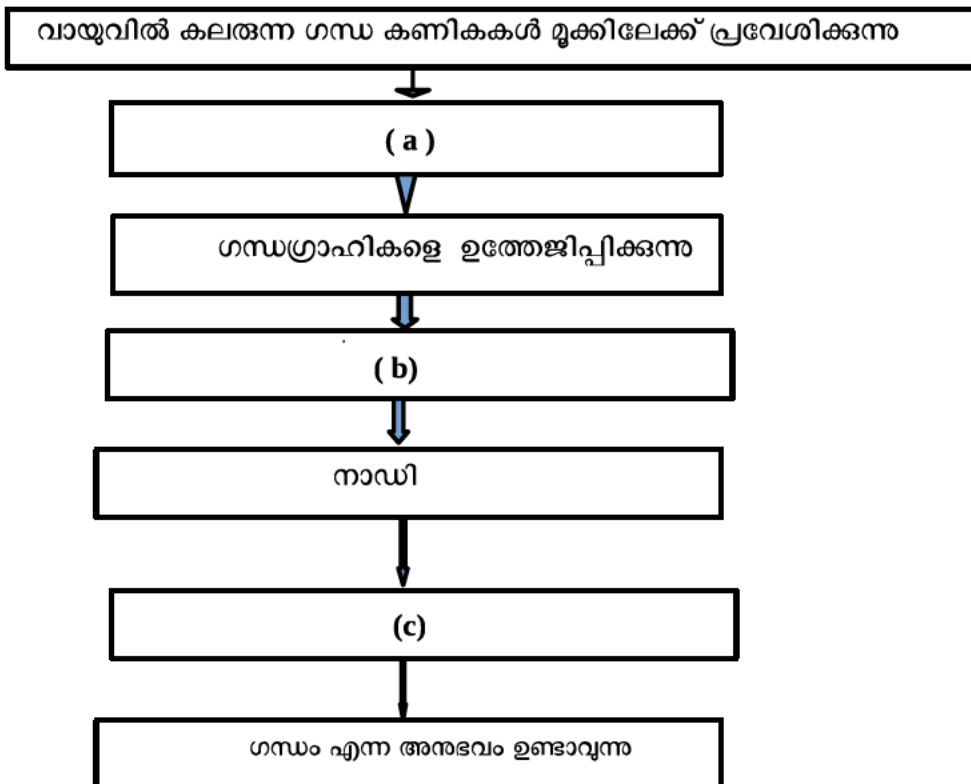 വായുവിൽ കലരുന്ന ഗന്ധ കണികകൾ മൂക്കിലേക്ക് പ്രവേശിക്കുന്നു
( a )
ഗന്ധഗ്രാഹികളെ ഉത്തേജിപ്പിക്കുന്നു
( b)
നാഡി
(c)
ഗന്ധം എന്ന അനുഭവം ഉണ്ടാവുന്നു